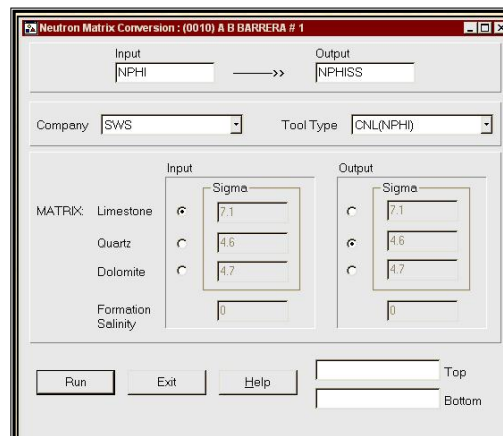 Neutron Matrix Conversion : (0010) A B BARRERA # 1
Input Output
NPHI ——>> NPHISS
Company SWS Tool Type CNL(NPHI)
Input Output
Sigma Sigma
MATRIX: Limestone 7.1 7.1
Quartz 4.6 4.6
Dolomite 4.7 4.7
Formation Salinity 0 0
Run Exit Help Top
Bottom